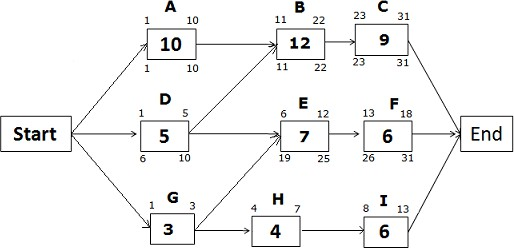 A B C
1 10 11 22 23 31
10 12 9
1 10 11 22 23 31
D E F
1 5 6 12 13 18
Start 5 7 6 End
6 10 19 25 26 31
G H I
1 3 4 7 8 13
3 4 6